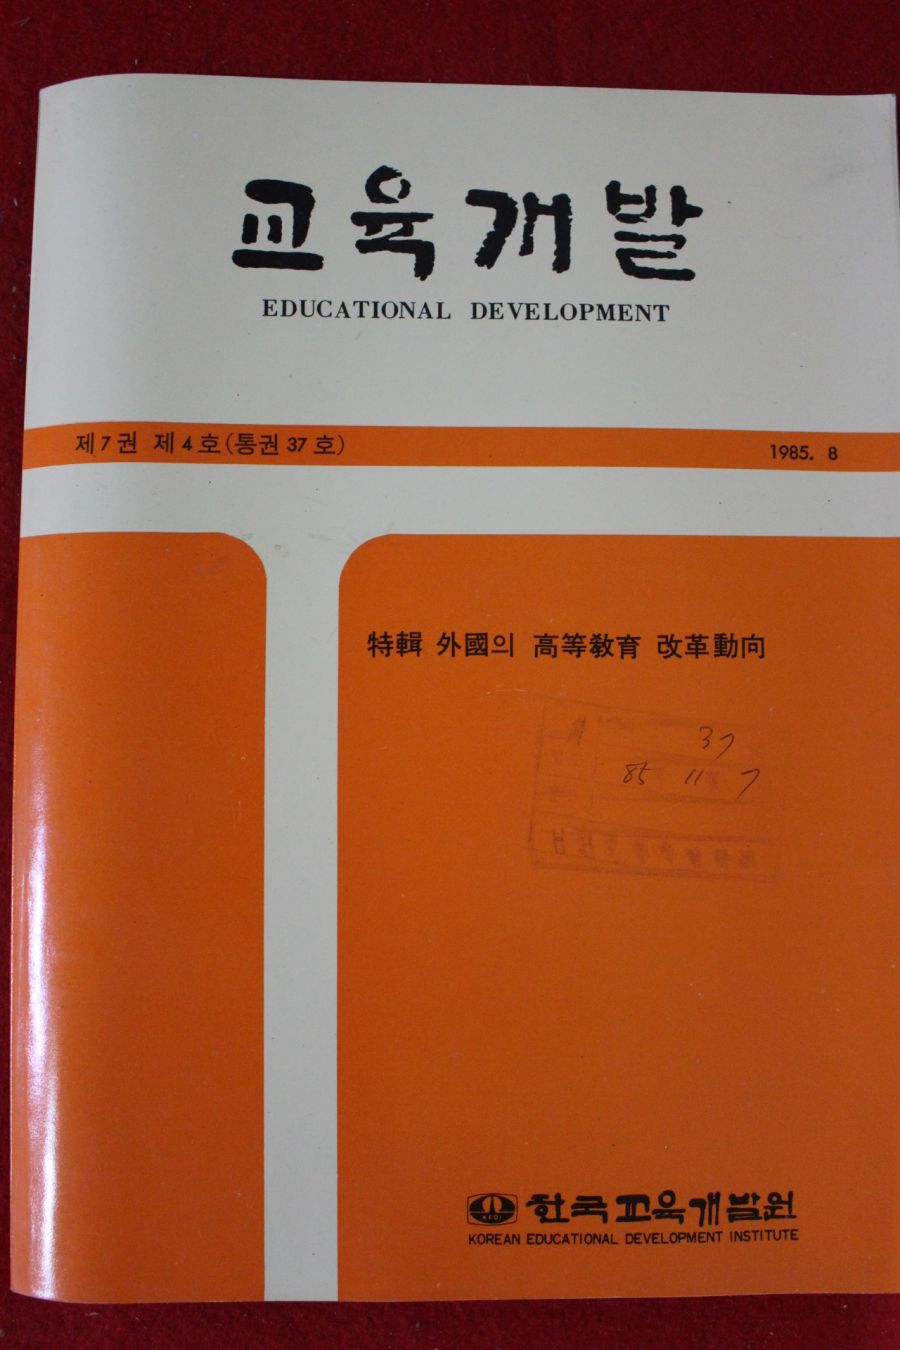 교육개발
EDUCATIONAL DEVELOPMENT
제7권 제4호(통권 37호) 1985. 8
特輯 外國의 高等敎育 改革動向
37
85 11 7
KEDI 한국교육개발원
KOREAN EDUCATIONAL DEVELOPMENT INSTITUTE